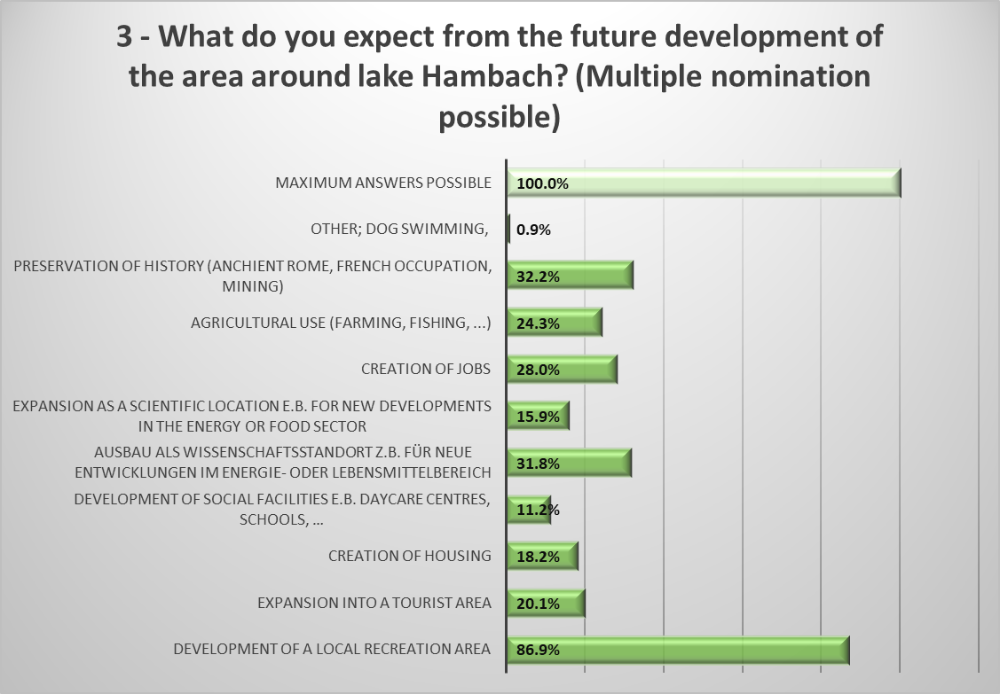 3 - What do you expect from the future development of
the area around lake Hambach? (Multiple nomination
possible)
MAXIMUM ANSWERS POSSIBLE
100.0%
OTHER; DOG SWIMMING,
0.9%
PRESERVATION OF HISTORY (ANCHIENT ROME, FRENCH OCCUPATION,
MINING)
32.2%
AGRICULTURAL USE (FARMING, FISHING, ...)
24.3%
CREATION OF JOBS
28.0%
EXPANSION AS A SCIENTIFIC LOCATION E.B. FOR NEW DEVELOPMENTS
IN THE ENERGY OR FOOD SECTOR
15.9%
AUSBAU ALS WISSENSCHAFTSSTANDORT Z.B. FÜR NEUE
ENTWICKLUNGEN IM ENERGIE- ODER LEBENSMITTELBEREICH
31.8%
DEVELOPMENT OF SOCIAL FACILITIES E.B. DAYCARE CENTRES,
SCHOOLS, …
11.2%
CREATION OF HOUSING
18.2%
EXPANSION INTO A TOURIST AREA
20.1%
DEVELOPMENT OF A LOCAL RECREATION AREA
86.9%